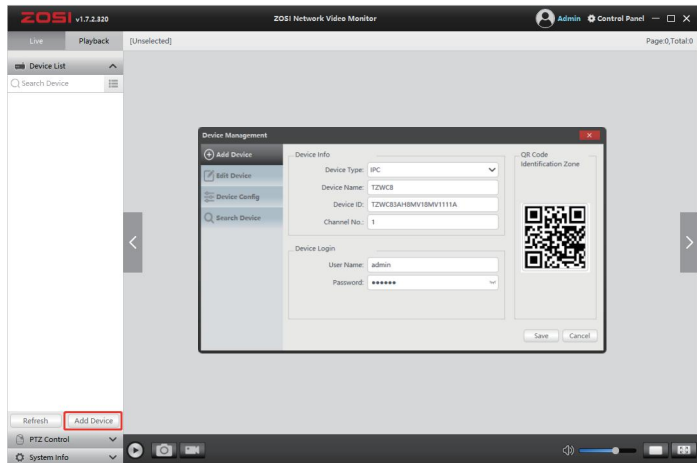 ZOSI v1.7.2.320
ZOSI Network Video Monitor
Admin Control Panel
Live Playback
[Unselected]
Page:0,Total:0
Device List
Search Device
Device Management
Add Device
Edit Device
Device Config
Search Device
Device Info
Device Type: IPC
Device Name: TZWC8
Device ID: TZWC83AH8MV18MV1111A
Channel No.: 1
Device Login
User Name: admin
Password: ●●●●●●
QR Code
Identification Zone
Save Cancel
Refresh Add Device
PTZ Control
System Info